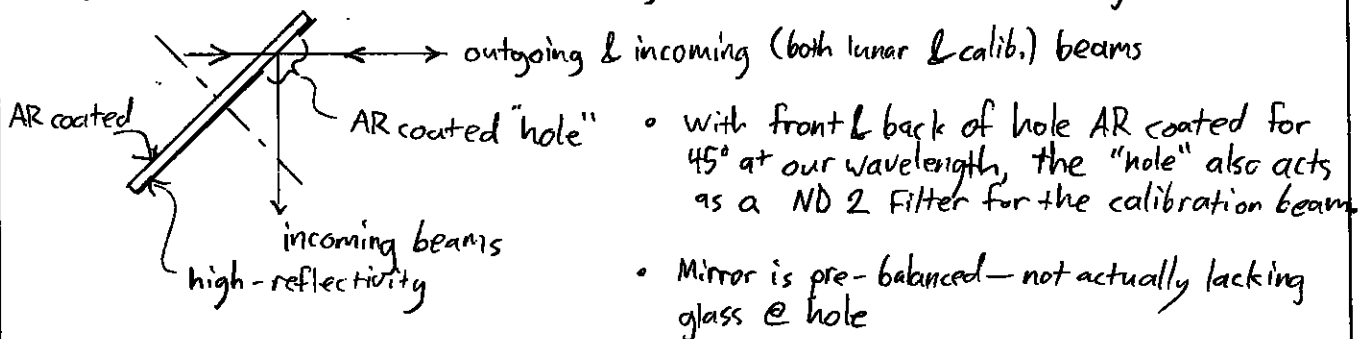 outgoing & incoming (both lunar & calib.) beams
AR coated
AR coated "hole"
• With front & back of hole AR coated for
45° at our wavelength, the "hole" also acts
as a ND 2 Filter for the calibration beam.
incoming beams
high-reflectivity
• Mirror is pre-balanced—not actually lacking
glass @ hole